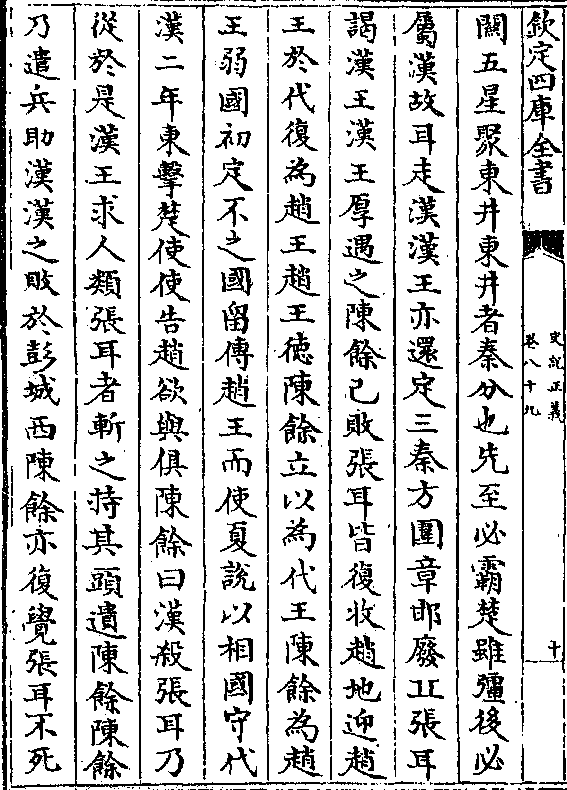 欽定四庫全書
史記正義
卷八十九
十
關五星聚東井東井者秦分也先至必霸楚雖彊後必
屬漢故耳走漢漢王亦還定三秦方圍章邯廢丘張耳
謁漢王漢王厚遇之陳餘已敗張耳皆復收趙地迎趙
王於代復為趙王趙王徳陳餘立以為代王陳餘為趙
王弱國初定不之國留傳趙王而使夏說以相國守代
漢二年東擊楚使使告趙欲與俱陳餘曰漢殺張耳乃
從於是漢王求人類張耳者斬之持其頭遺陳餘陳餘
乃遣兵助漢漢之敗於彭城西陳餘亦復覺張耳不死